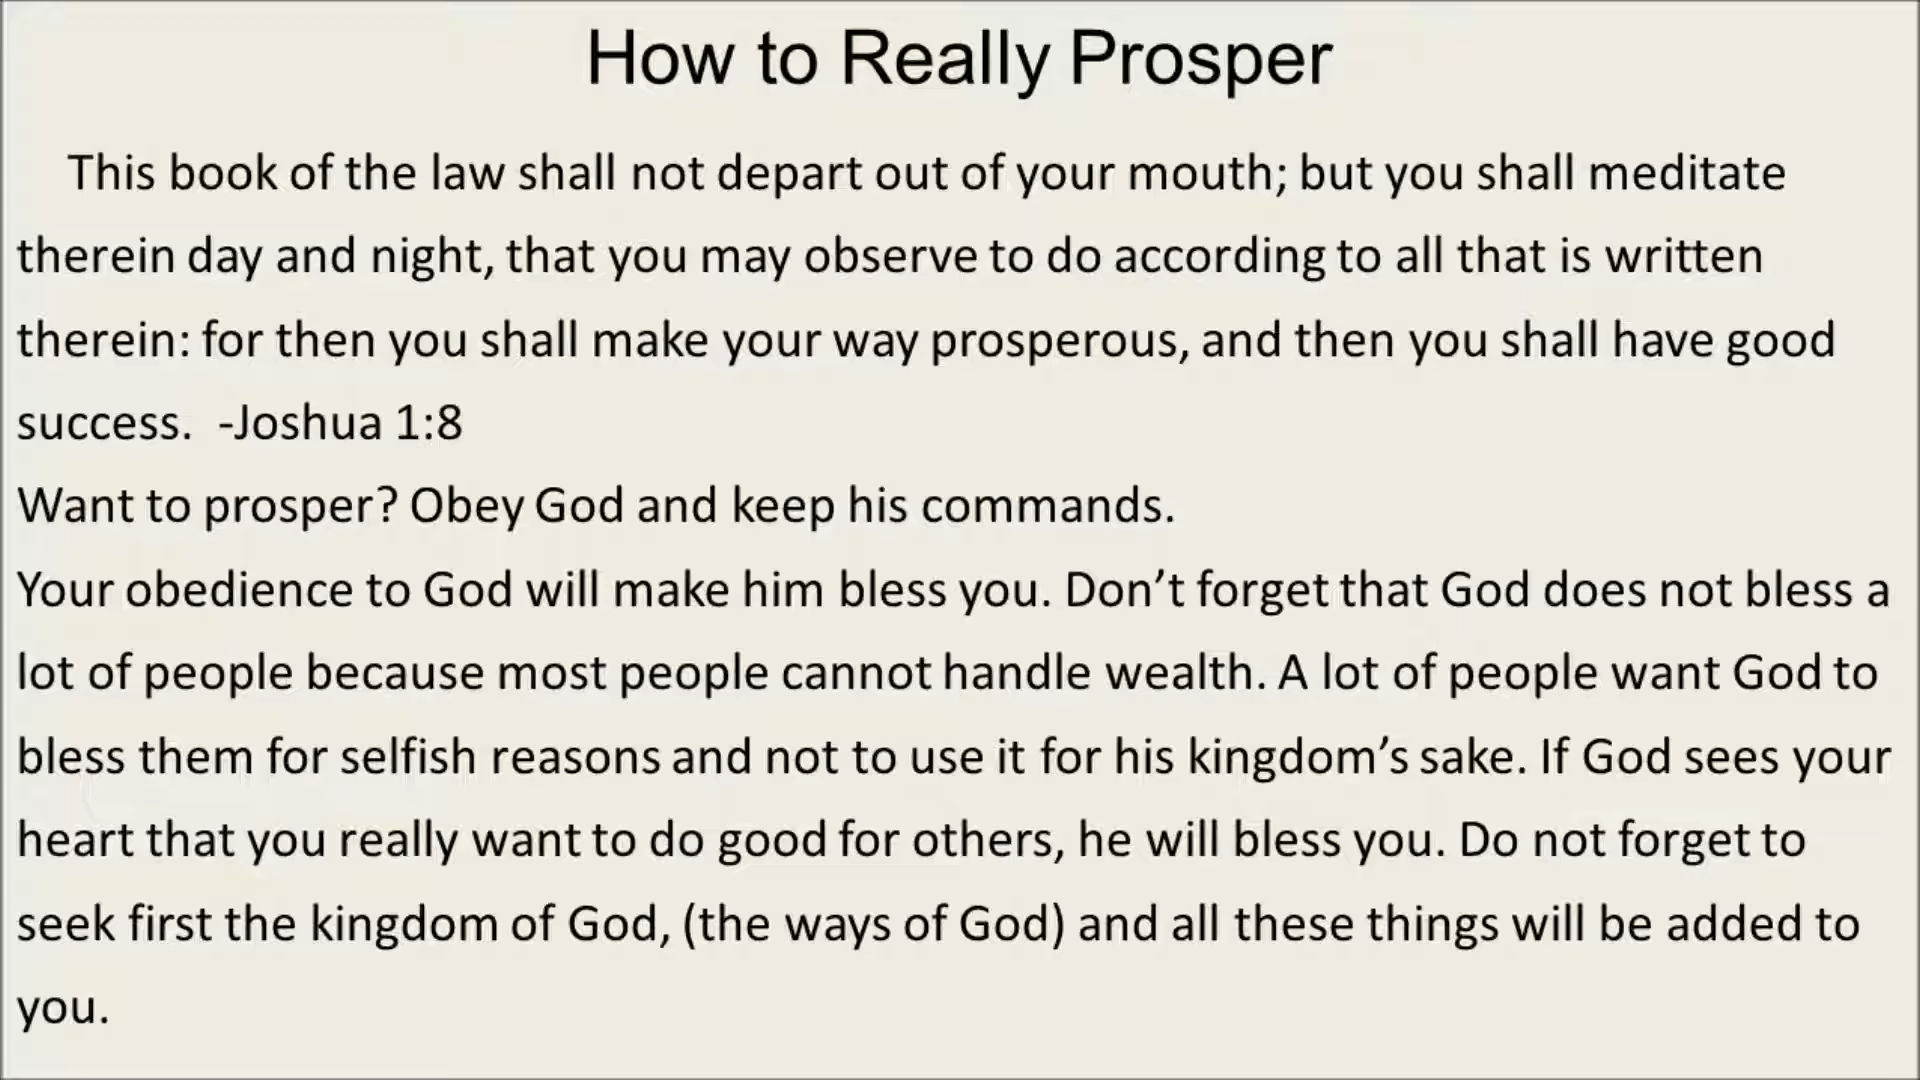 How to Really Prosper
This book of the law shall not depart out of your mouth; but you shall meditate
therein day and night, that you may observe to do according to all that is written
therein: for then you shall make your way prosperous, and then you shall have good
success.  -Joshua 1:8
Want to prosper? Obey God and keep his commands.
Your obedience to God will make him bless you. Don’t forget that God does not bless a
lot of people because most people cannot handle wealth. A lot of people want God to
bless them for selfish reasons and not to use it for his kingdom’s sake. If God sees your
heart that you really want to do good for others, he will bless you. Do not forget to
seek first the kingdom of God, (the ways of God) and all these things will be added to
you.